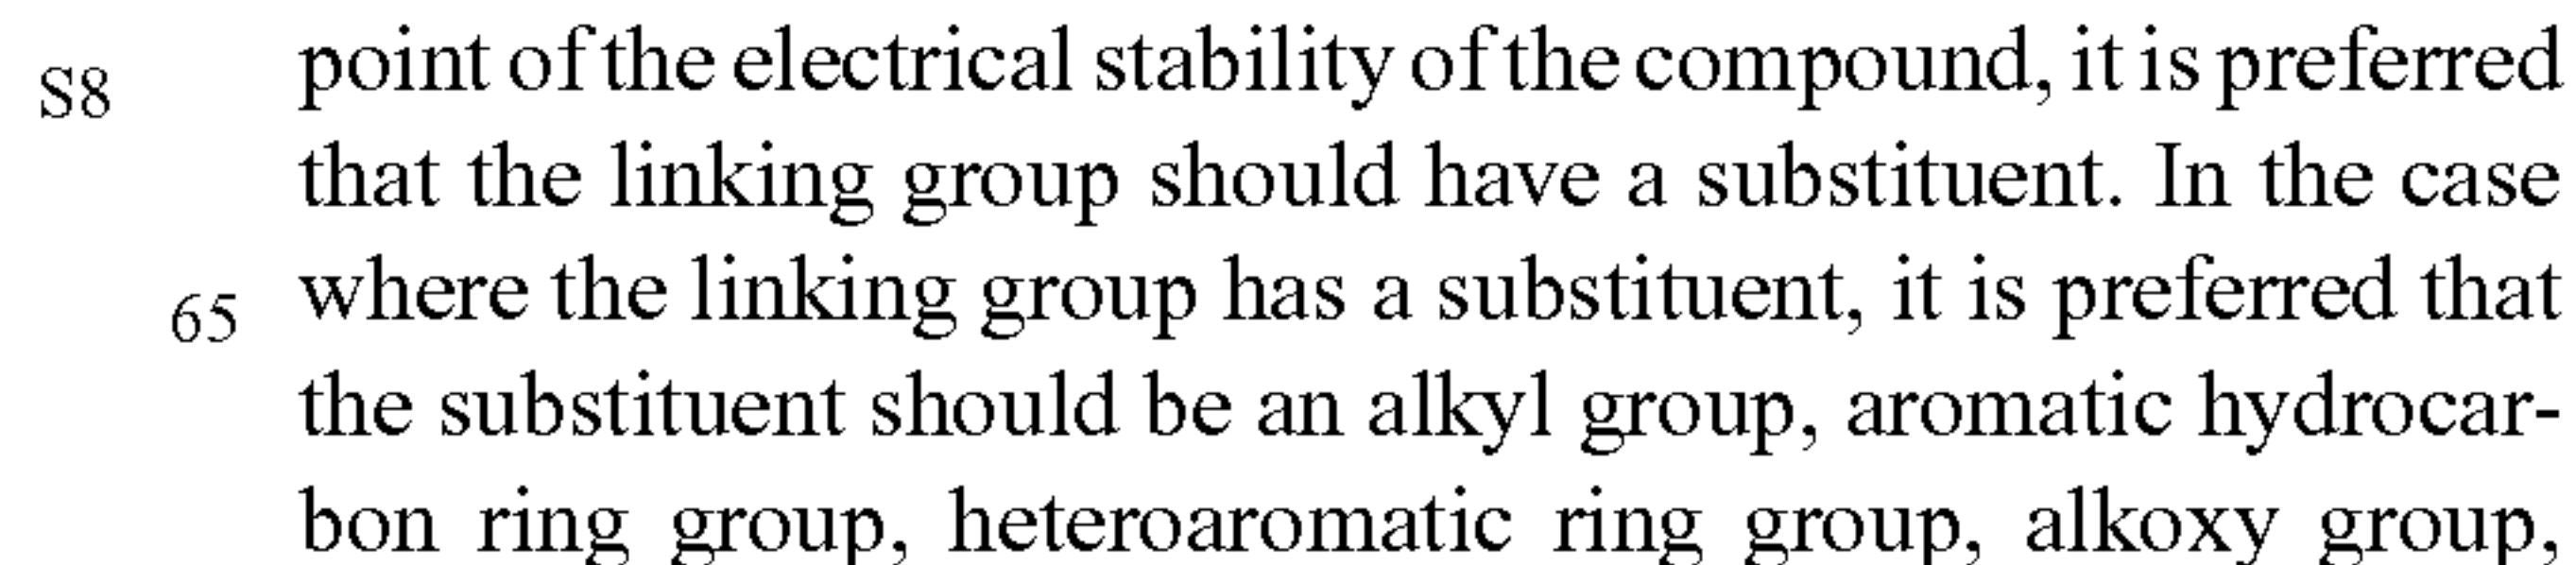 S8 point of the electrical stability of the compound, it is preferred
that the linking group should have a substituent. In the case
65 where the linking group has a substituent, it is preferred that
the substituent should be an alkyl group, aromatic hydrocar-
bon ring group, heteroaromatic ring group, alkoxy group,